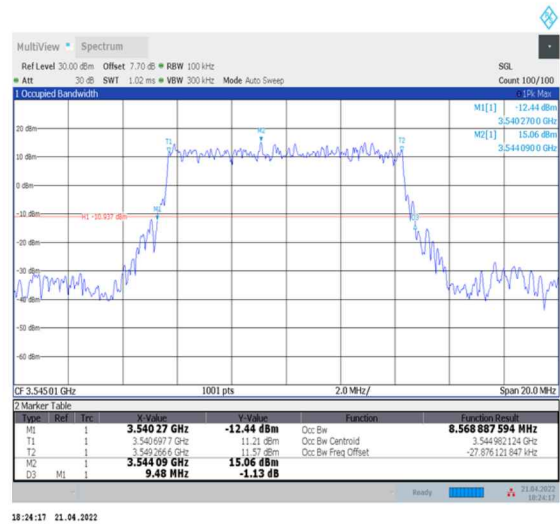 MultiView Spectrum
Ref Level 30.00 dBm Offset 7.70 dB RBW 100 kHz SGL
Att 30 dB SWT 1.02 ms VBW 300 kHz Mode Auto Sweep Count 100/100
1 Occupied Bandwidth 1Pk Max
M1[1] -12.44 dBm
3.5402700 GHz
M2[1] 15.06 dBm
3.5440900 GHz
20 dBm
M2
T1 T2
10 dBm
0 dBm
M1
-10 dBm H1 -10.937 dBm
D3
-20 dBm
-30 dBm
-40 dBm
-60 dBm
CF 3.54501 GHz 1001 pts 2.0 MHz/ Span 20.0 MHz
2 Marker Table
Type Ref Trc X-Value Y-Value Function Function Result
M1 1 3.540 27 GHz -12.44 dBm Occ Bw 8.568 887 594 MHz
T1 1 3.540 697 7 GHz 11.21 dBm Occ Bw Centroid 3.544 982 124 GHz
T2 1 3.549 266 6 GHz 11.57 dBm Occ Bw Freq Offset -27.876 121 847 kHz
M2 1 3.544 09 GHz 15.06 dBm
D3 M1 1 9.48 MHz -1.13 dB
Ready 21.04.2022
18:24:17
18:24:17 21.04.2022